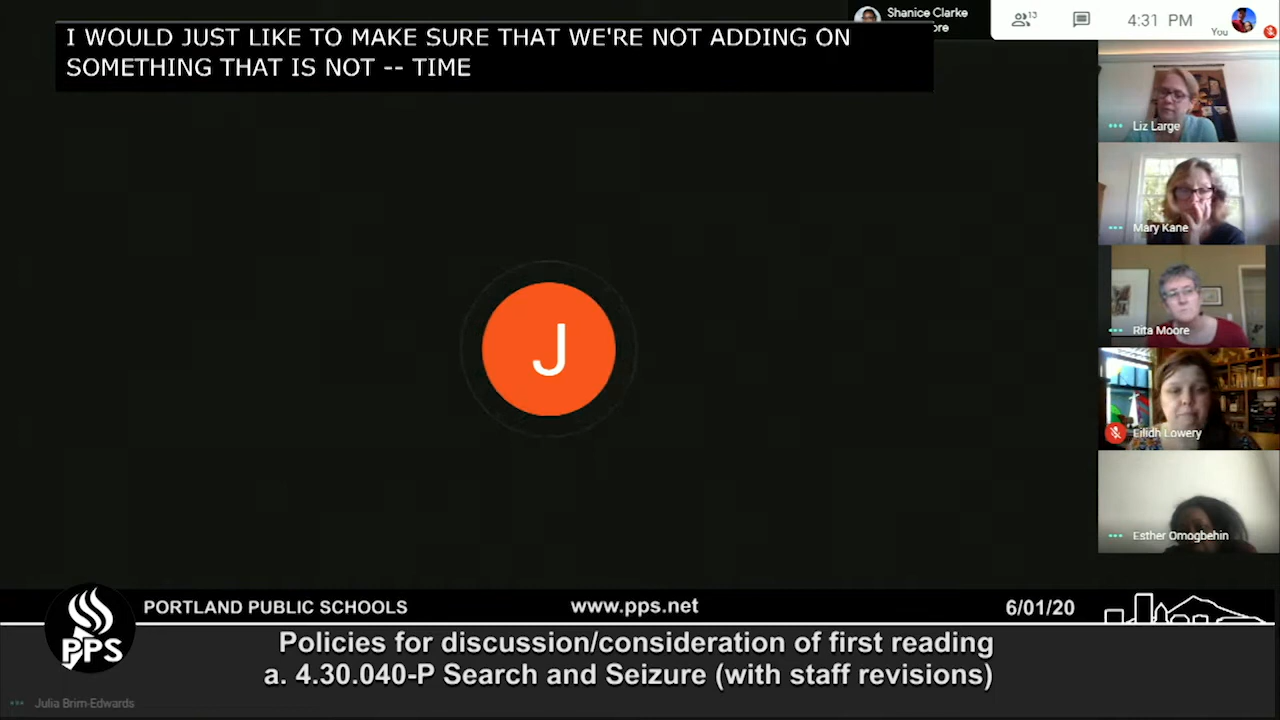 I WOULD JUST LIKE TO MAKE SURE THAT WE'RE NOT ADDING ON
SOMETHING THAT IS NOT -- TIME
Shanice Clarke
ore
13
4:31 PM
You
Liz Large
Mary Kane
Rita Moore
Eilidh Lowery
Esther Omogbehin
J
PPS
PORTLAND PUBLIC SCHOOLS
www.pps.net
6/01/20
Policies for discussion/consideration of first reading
a. 4.30.040-P Search and Seizure (with staff revisions)
Julia Brim-Edwards